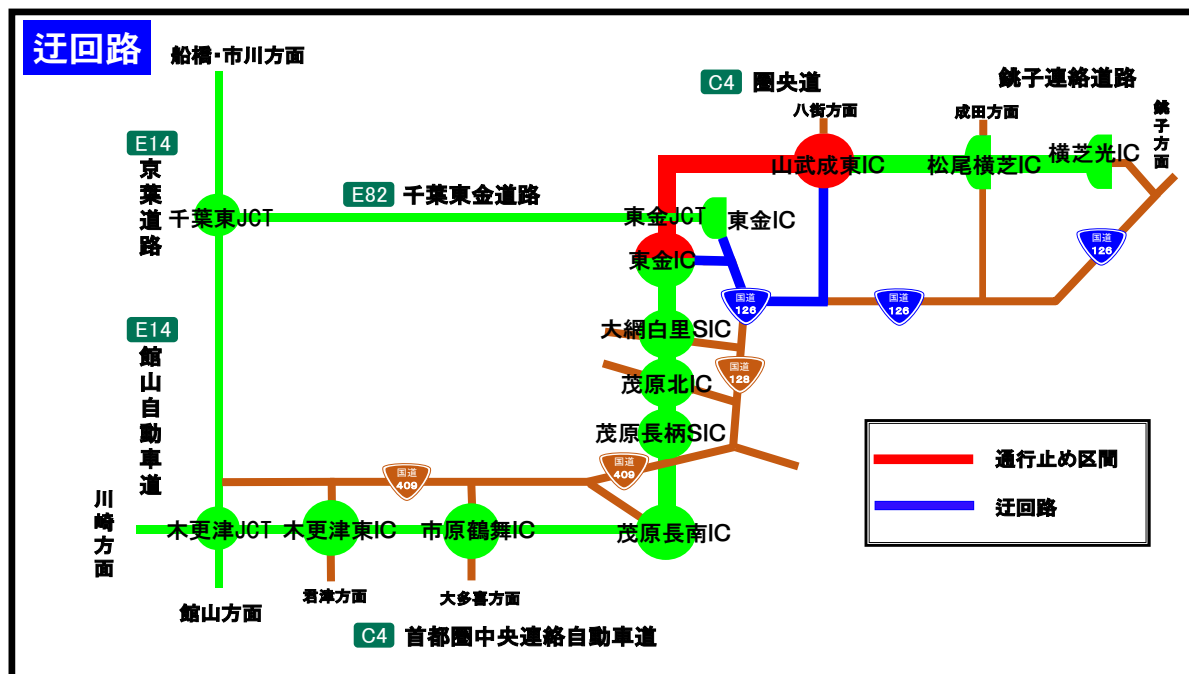 迂回路
船橋・市川方面
C4 圏央道
銚子連絡道路
八街方面
成田方面
銚子方面
E14
京葉道路
山武成東IC
松尾横芝IC
横芝光IC
E82 千葉東金道路
千葉東JCT
東金JCT
東金IC
東金IC
国道
126
国道
126
国道
126
E14
館山自動車道
大網白里SIC
国道
128
茂原北IC
茂原長柄SIC
国道
409
国道
409
通行止め区間
迂回路
川崎方面
木更津JCT
木更津東IC
市原鶴舞IC
茂原長南IC
館山方面
君津方面
大多喜方面
C4 首都圏中央連絡自動車道